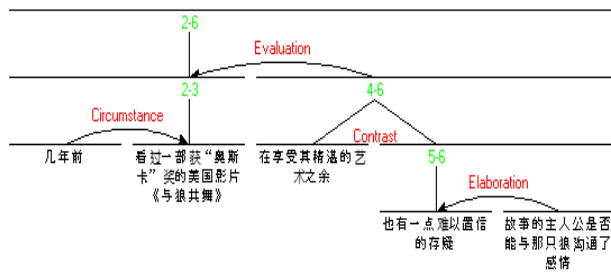 2-6
Evaluation
2-3
4-6
Circumstance
Contrast
几年前
看过一部获“奥斯
卡”奖的美国影片
《与狼共舞》
在享受其精湛的艺
术之余
5-6
Elaboration
也有一点难以置信
的存疑
故事的主人公是否
能与那只狼沟通了
感情